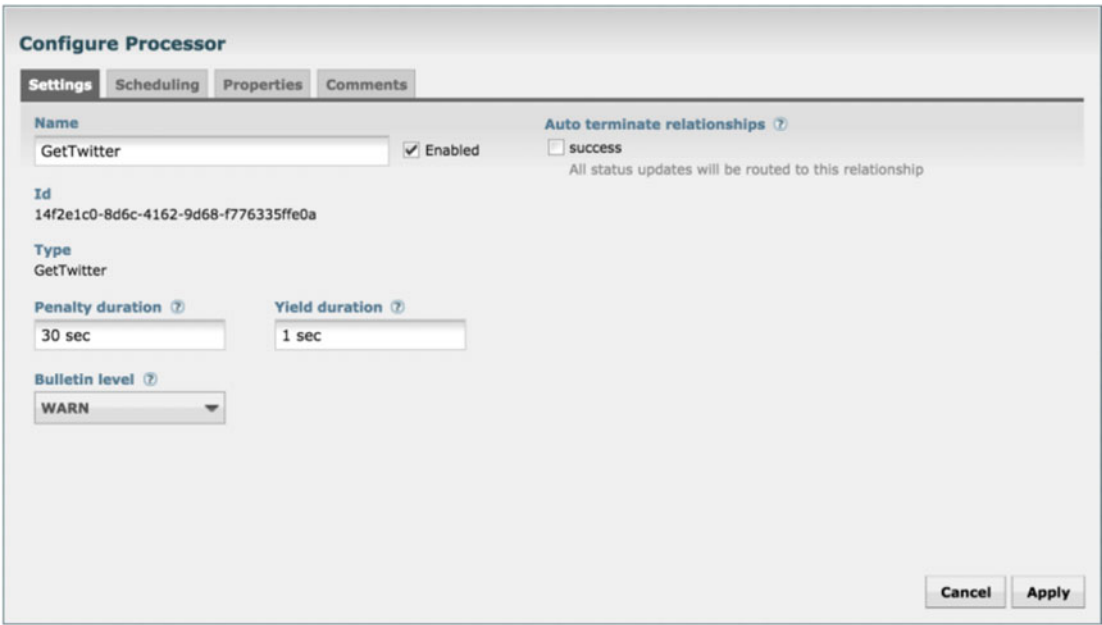 Configure Processor
Settings Scheduling Properties Comments
Name
GetTwitter
Enabled
Auto terminate relationships ?
success
All status updates will be routed to this relationship
Id
14f2e1c0-8d6c-4162-9d68-f776335ffe0a
Type
GetTwitter
Penalty duration ? Yield duration ?
30 sec 1 sec
Bulletin level ?
WARN
Cancel Apply